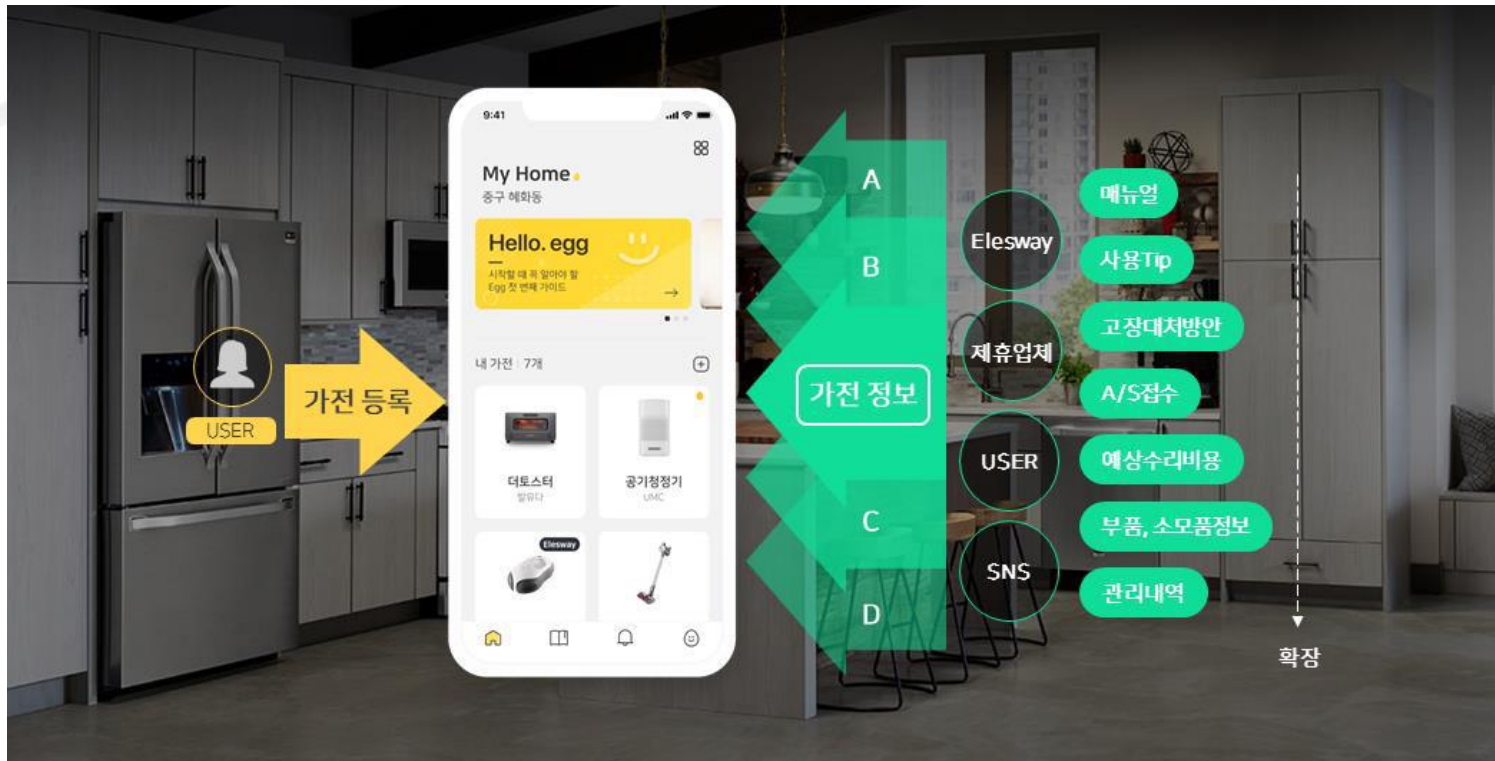 USER
가전 등록
9:41
My Home
중구 혜화동
Hello. egg
시작할 때 꼭 알아야 할
Egg 첫 번째 가이드
내 가전 7개
더토스터
발뮤다
공기청정기
UMC
Elesway
A
B
가전 정보
C
D
Elesway
제휴업체
USER
SNS
매뉴얼
사용Tip
고장대처방안
A/S접수
예상수리비용
부품, 소모품정보
관리내역
확장